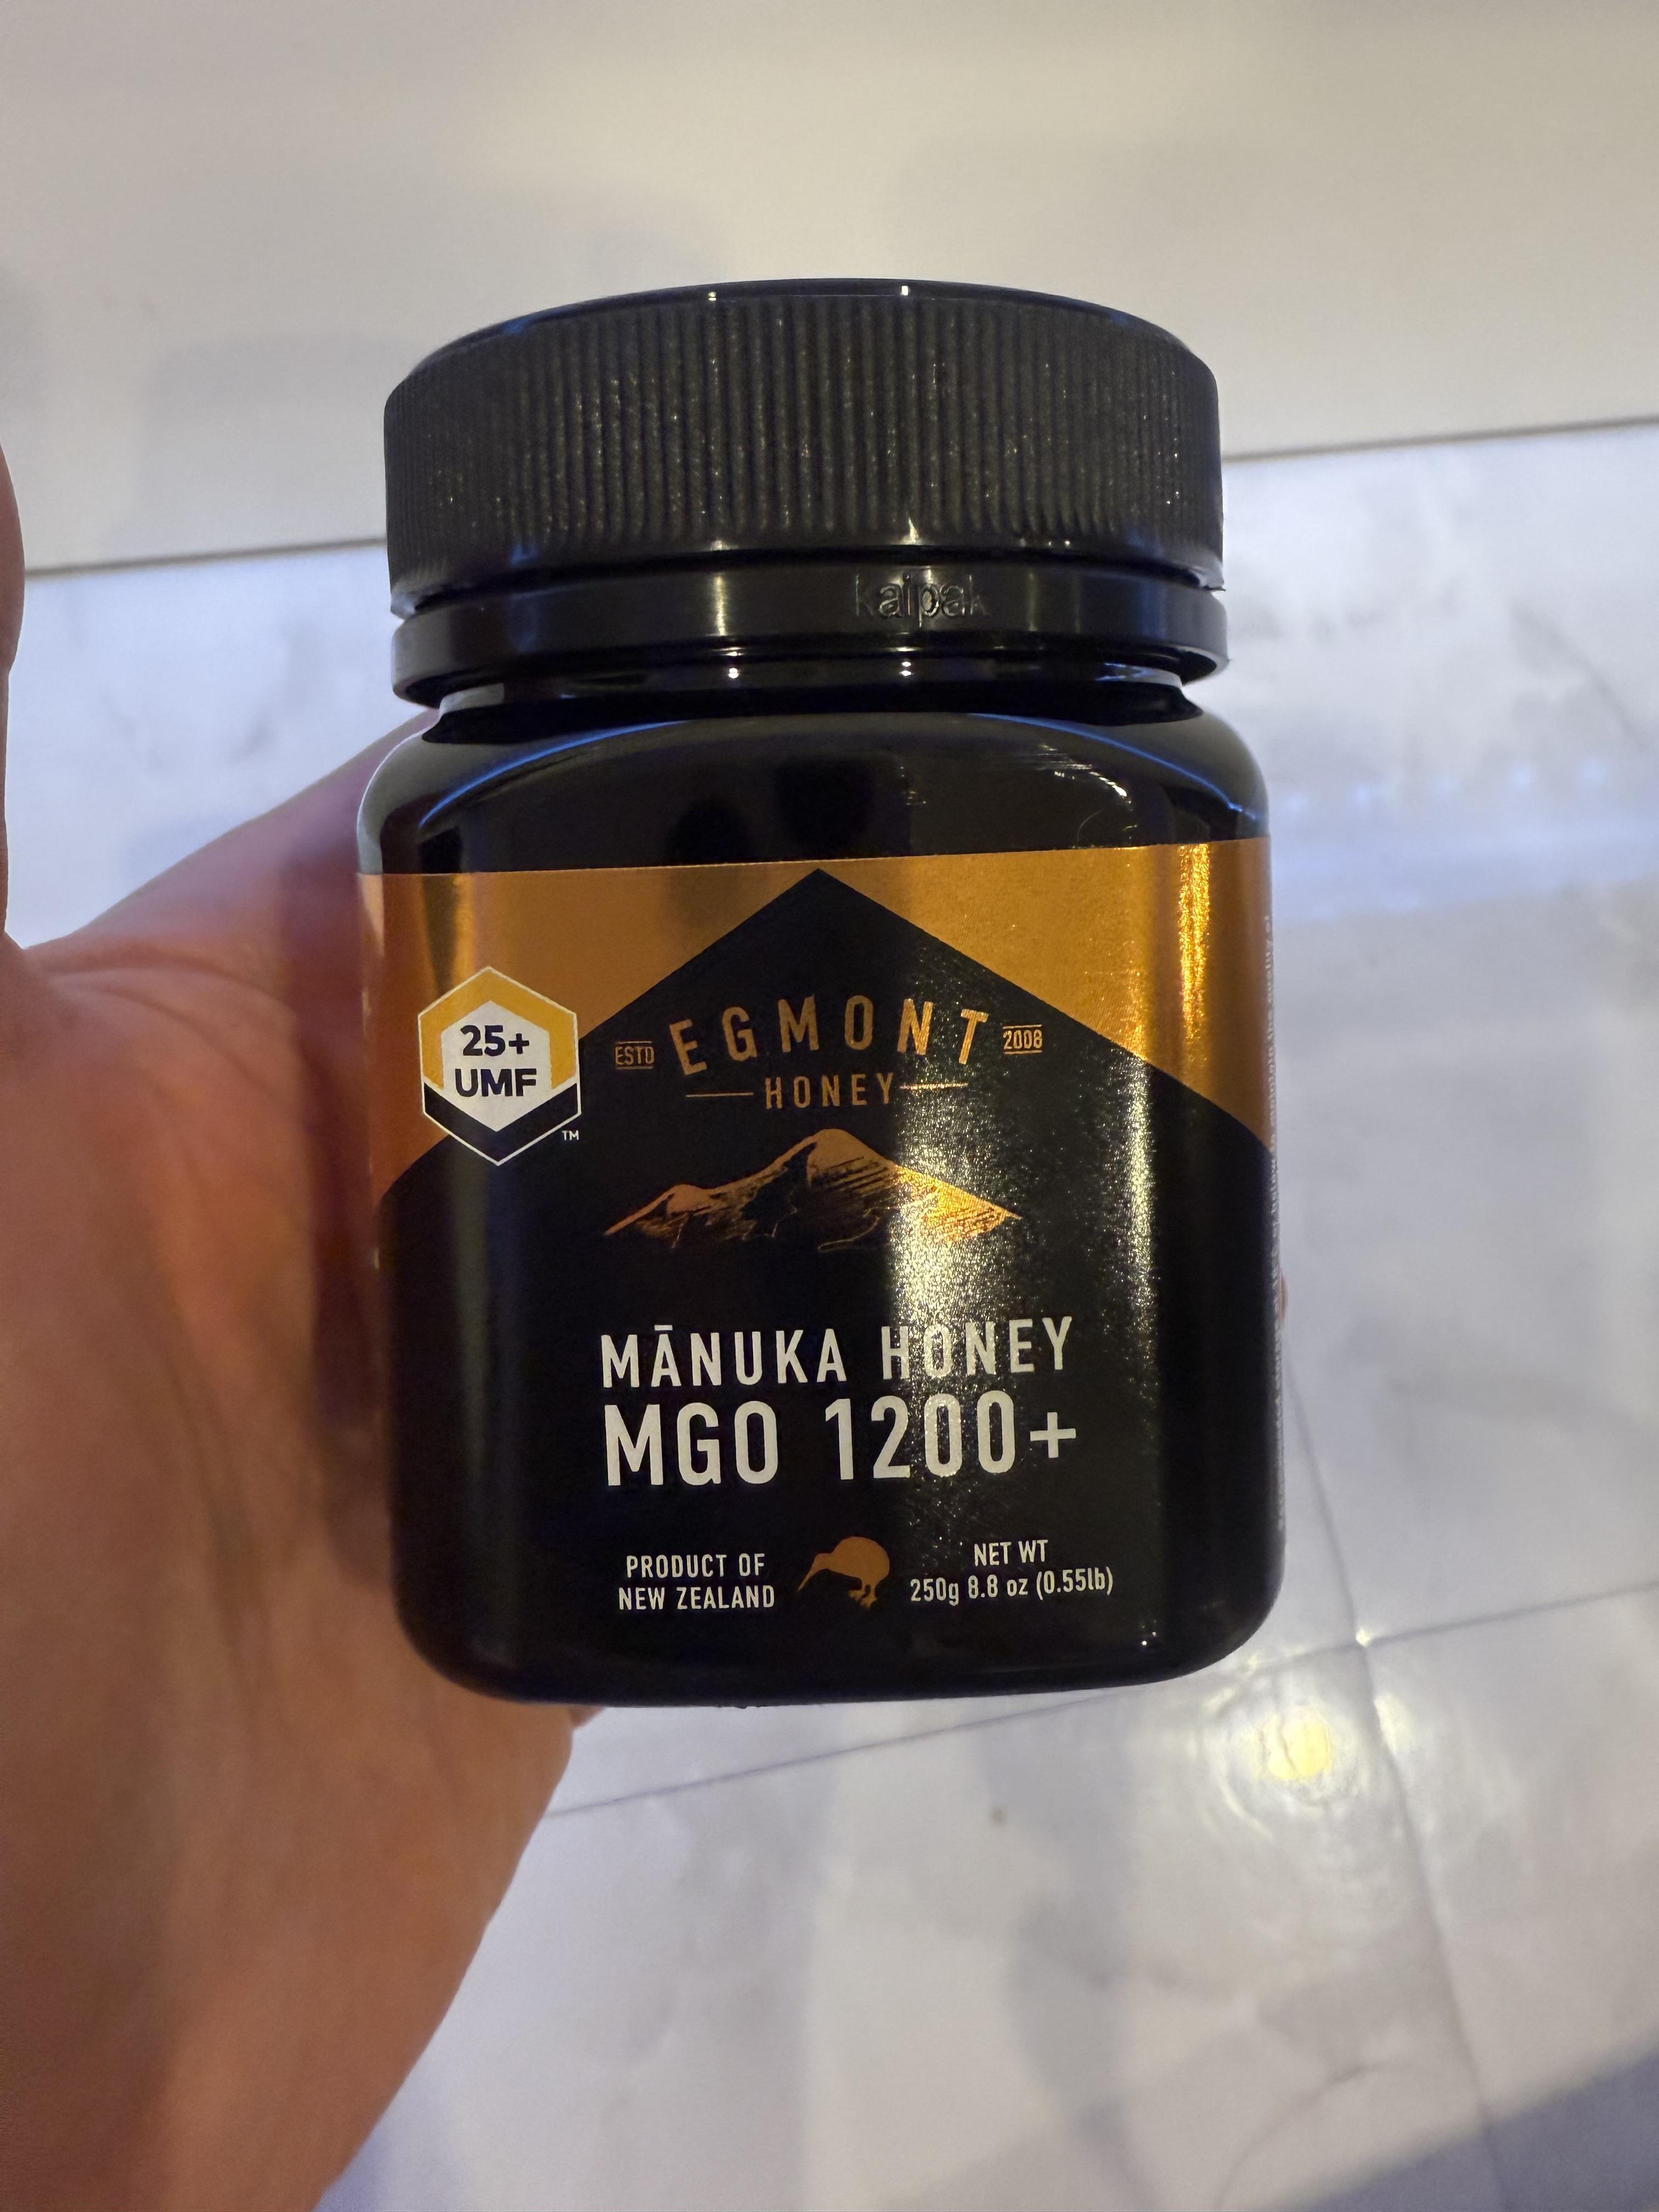 kaipak
25+
UMF
TM
ESTD EGMONT 2008
HONEY
MĀNUKA HONEY
MGO 1200+
PRODUCT OF
NEW ZEALAND
NET WT
250g 8.8 oz (0.55lb)